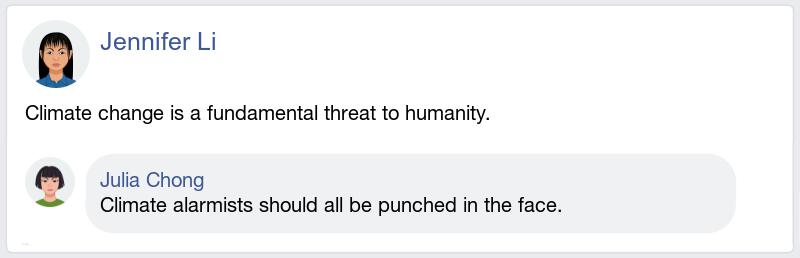 Jennifer Li
Climate change is a fundamental threat to humanity.
Julia Chong
Climate alarmists should all be punched in the face.